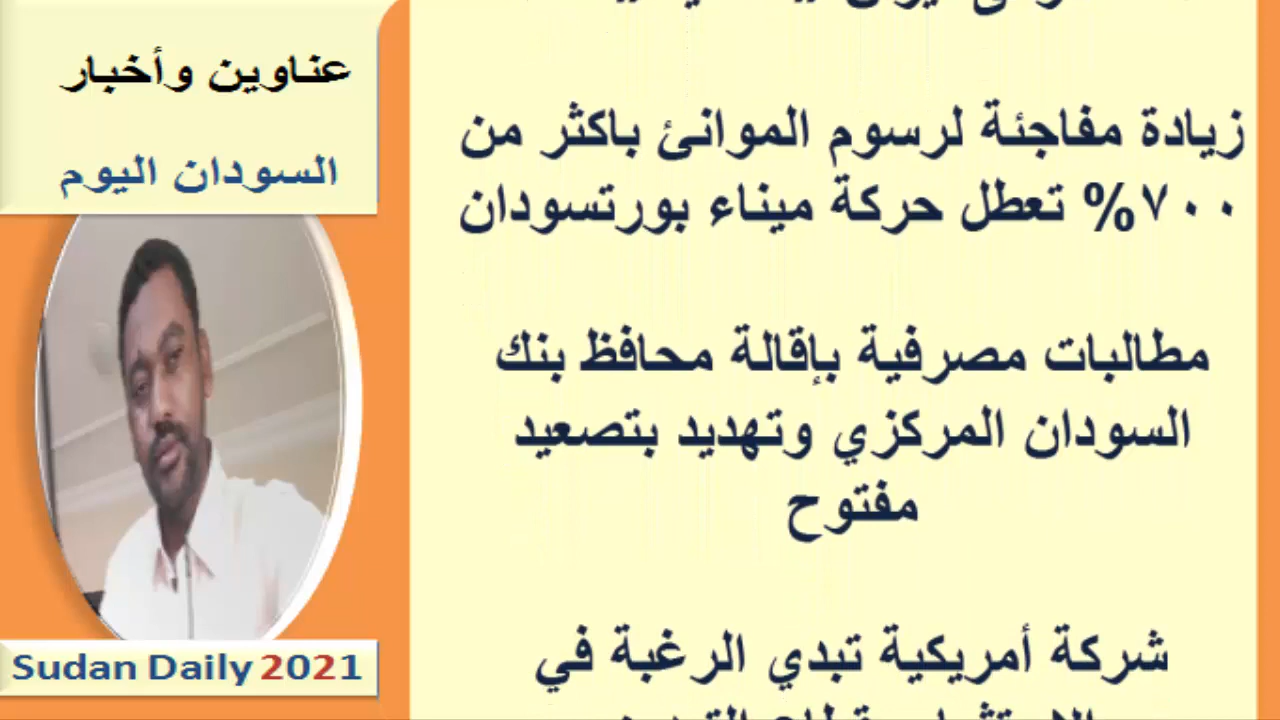 عناوين وأخبار
السودان اليوم
زيادة مفاجئة لرسوم الموانئ باكثر من
٧٠٠% تعطل حركة ميناء بورتسودان
مطالبات مصرفية بإقالة محافظ بنك
السودان المركزي وتهديد بتصعيد
مفتوح
شركة أمريكية تبدي الرغبة في
Sudan Daily 2021